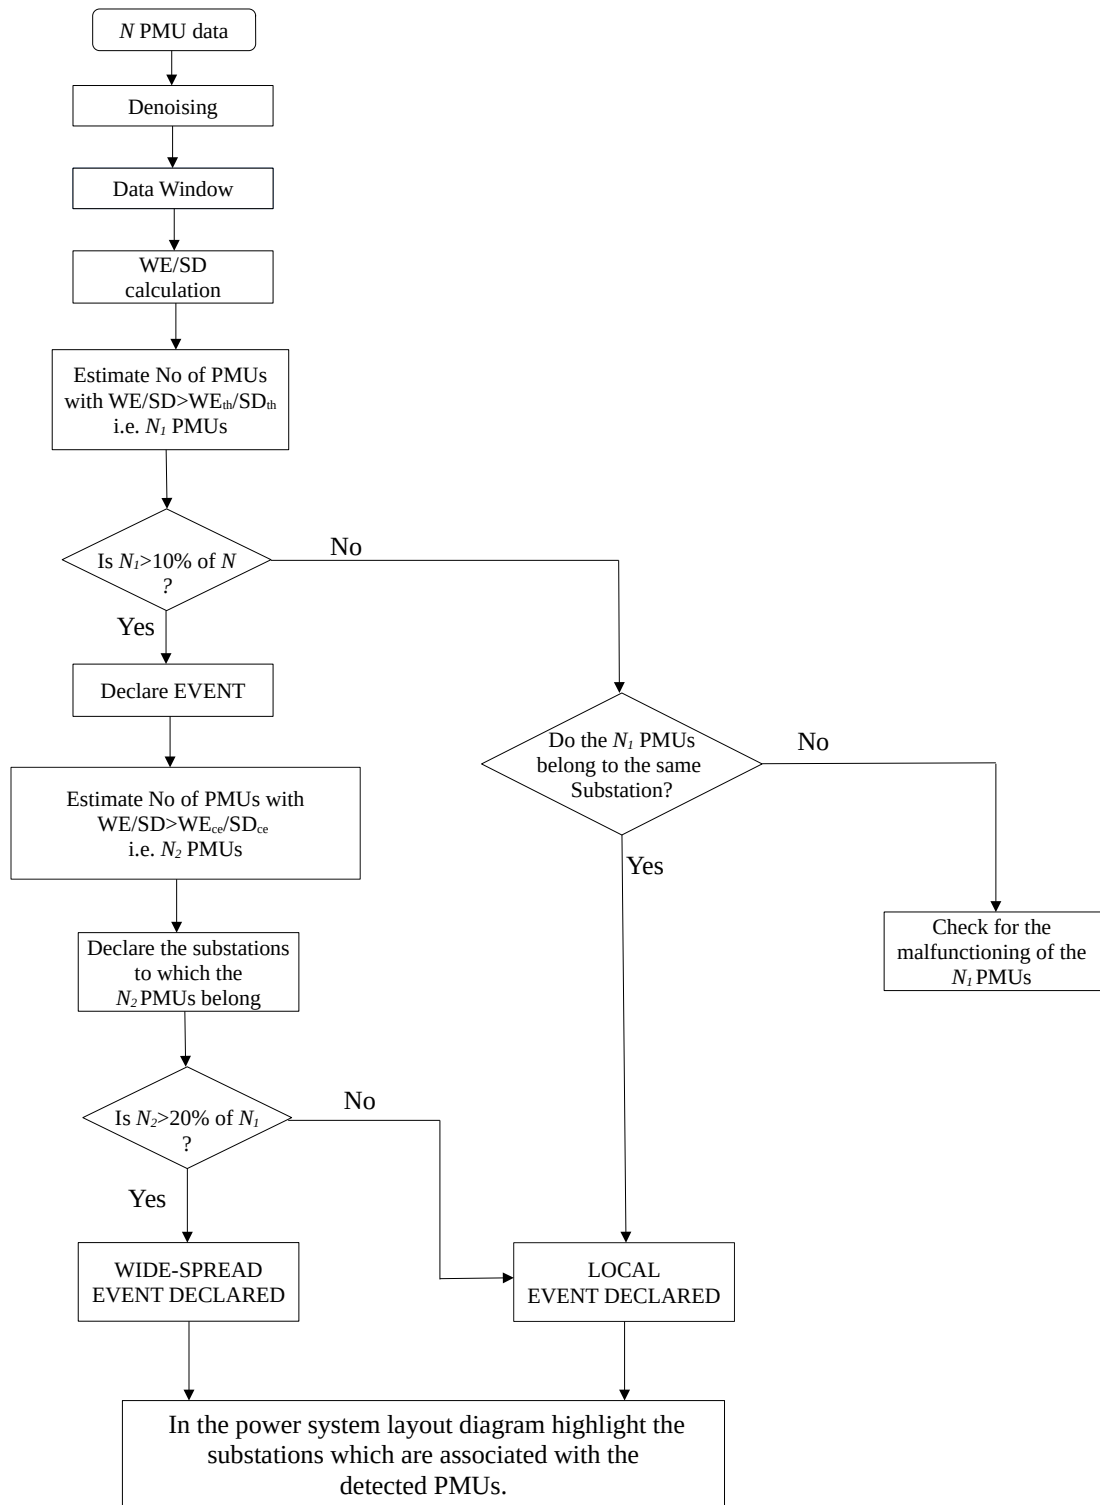 N PMU data
Denoising
Data Window
WE/SD
calculation
Estimate No of PMUs
with WE/SD>WEth/SDth
i.e. N1 PMUs
Is N1>10% of N
?
No
Yes
Declare EVENT
Do the N1 PMUs
belong to the same
Substation?
No
Yes
Estimate No of PMUs with
WE/SD>WEce/SDce
i.e. N2 PMUs
Check for the
malfunctioning of the
N1 PMUs
Declare the substations
to which the
N2 PMUs belong
Is N2>20% of N1
?
No
Yes
WIDE-SPREAD
EVENT DECLARED
LOCAL
EVENT DECLARED
In the power system layout diagram highlight the
substations which are associated with the
detected PMUs.